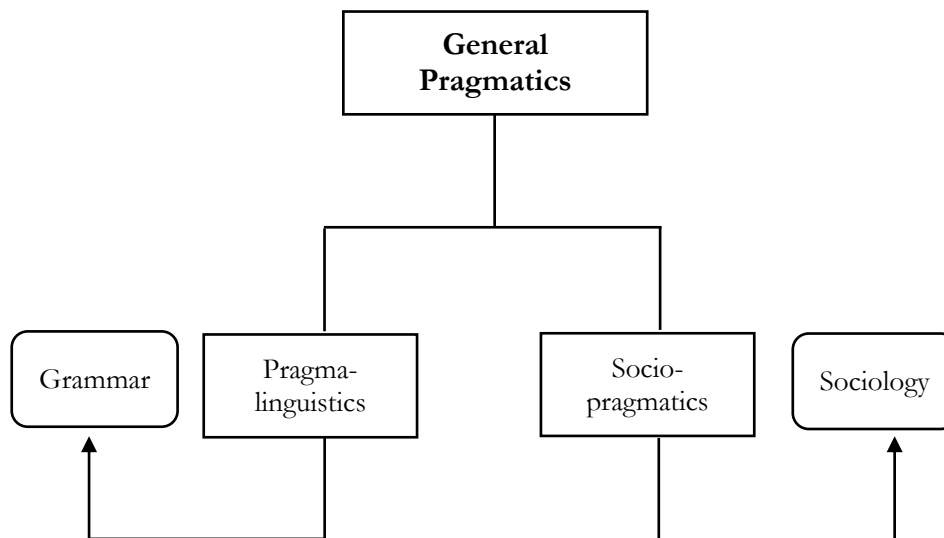 General
Pragmatics
Grammar
Pragma-
linguistics
Socio-
pragmatics
Sociology